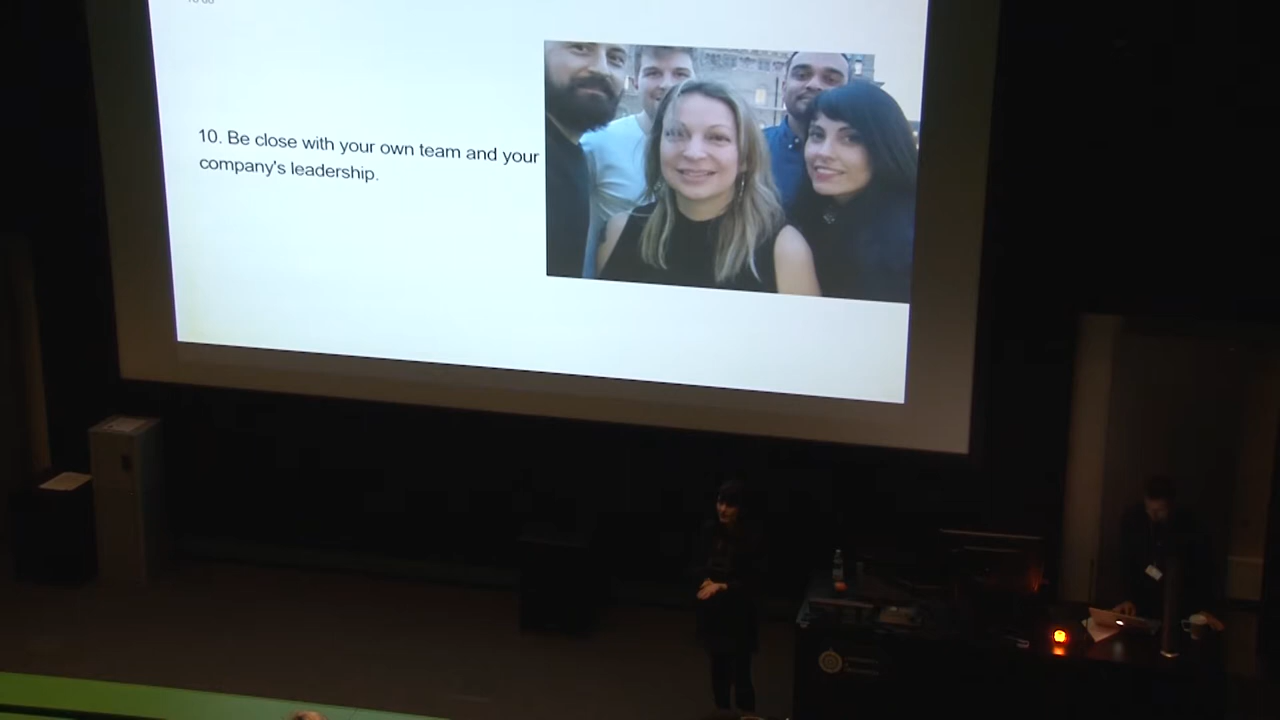 10. Be close with your own team and your
company's leadership.